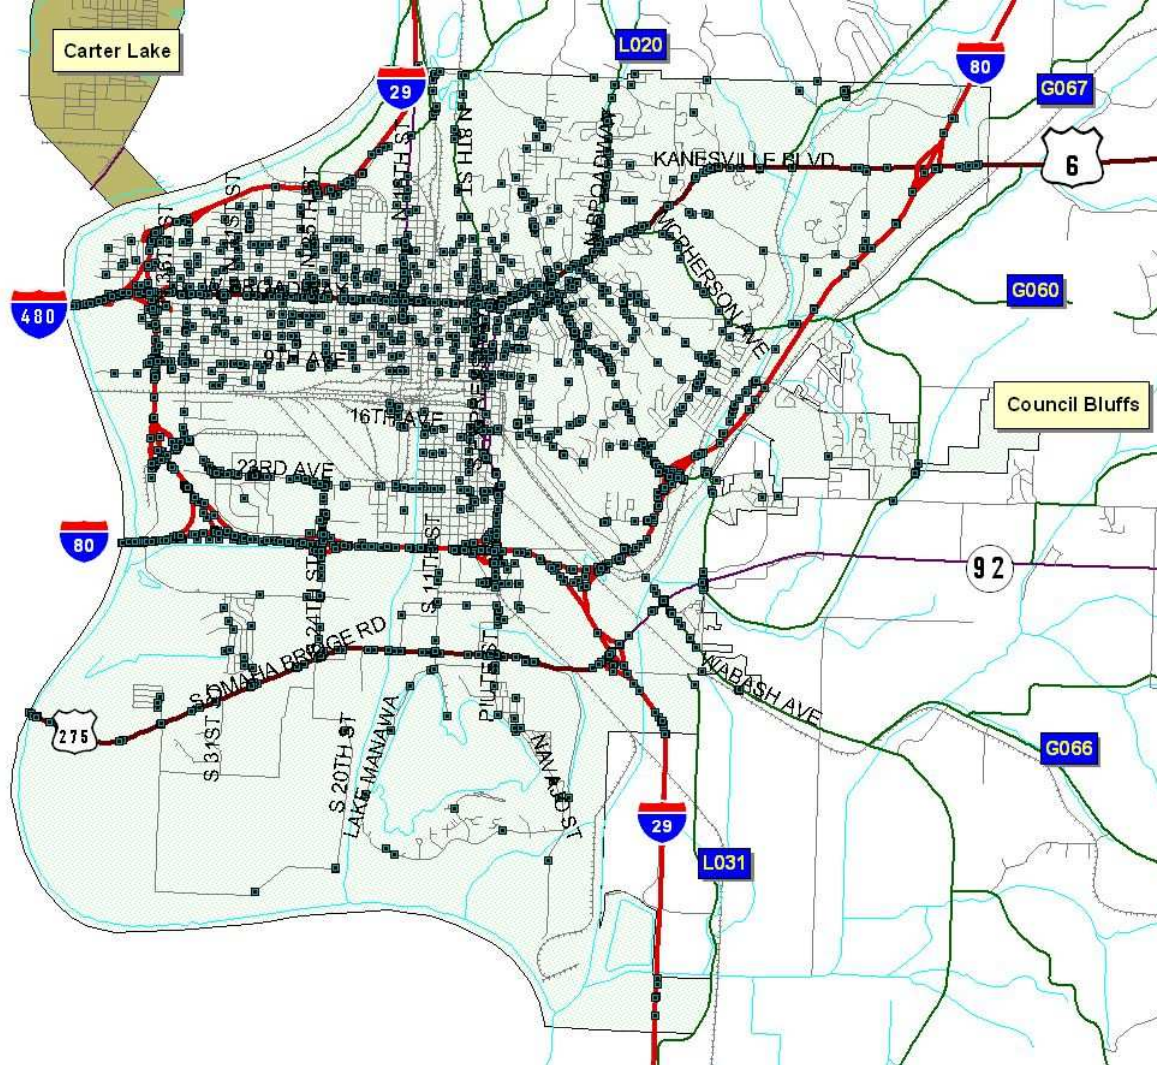 L020
Carter Lake
80
29
G067
6
KANESVILLE BLVD
N 8TH ST
N BROADWAY
N 16TH ST
N 25TH ST
MCPHERSON AVE
480
G060
9TH AVE
Council Bluffs
16TH AVE
23RD AVE
80
92
S 11TH ST
S 24TH ST
S OMAHA BRIDGE RD
WABASH AVE
PIUTE ST
275
S 31ST ST
S 20TH ST
LAKE MANAWA
NAVAJO ST
G066
29
L031